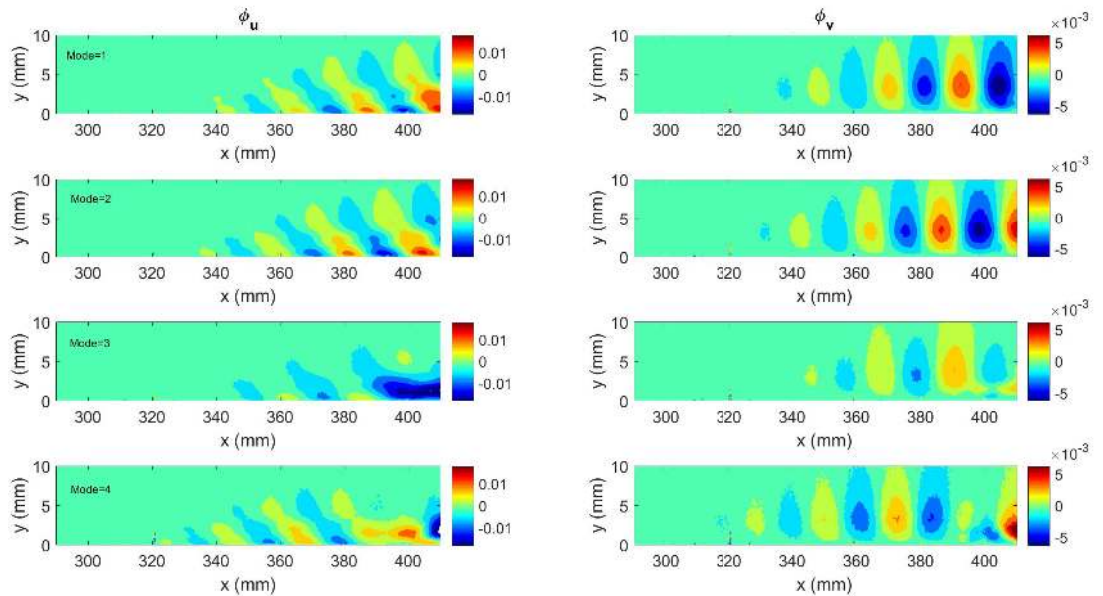 ϕu ϕv
×10-3
10 5 0 Mode=1 0.01 0 -0.01 10 5 0 5 0 -5
y (mm) y (mm)
300 320 340 360 380 400 300 320 340 360 380 400
x (mm) x (mm)
×10-3
10 5 0 Mode=2 0.01 0 -0.01 10 5 0 5 0 -5
y (mm) y (mm)
300 320 340 360 380 400 300 320 340 360 380 400
x (mm) x (mm)
×10-3
10 5 0 Mode=3 0.01 0 -0.01 10 5 0 5 0 -5
y (mm) y (mm)
300 320 340 360 380 400 300 320 340 360 380 400
x (mm) x (mm)
×10-3
10 5 0 Mode=4 0.01 0 -0.01 10 5 0 5 0 -5
y (mm) y (mm)
300 320 340 360 380 400 300 320 340 360 380 400
x (mm) x (mm)